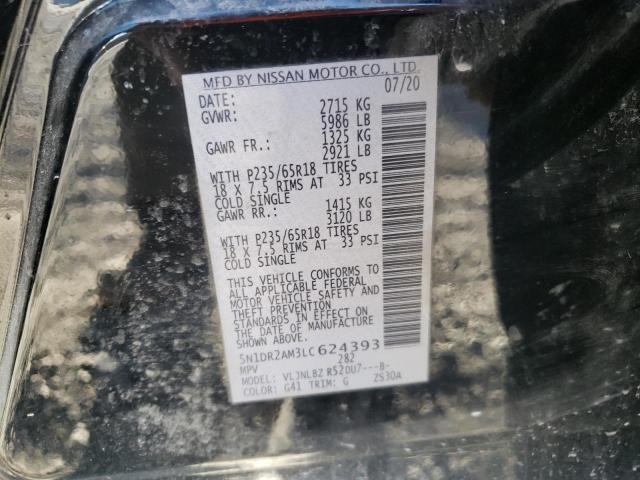 MFD BY NISSAN MOTOR CO., LTD.
DATE: 07/20
GVWR: 2715 KG
5986 LB
GAWR FR.: 1325 KG
2921 LB
WITH P235/65R18 TIRES
18 X 7.5 RIMS AT 33 PSI
COLD SINGLE
GAWR RR.: 1415 KG
3120 LB
WITH P235/65R18 TIRES
18 X 7.5 RIMS AT 33 PSI
COLD SINGLE
THIS VEHICLE CONFORMS TO
ALL APPLICABLE FEDERAL
MOTOR VEHICLE SAFETY AND
THEFT PREVENTION
STANDARDS IN EFFECT ON
THE DATE OF MANUFACTURE
SHOWN ABOVE.
5N1DR2AM3LC624393
MPV 282
MODEL: VLJNLBZ R52DU7---B-
COLOR: G41 TRIM: G ZS30A